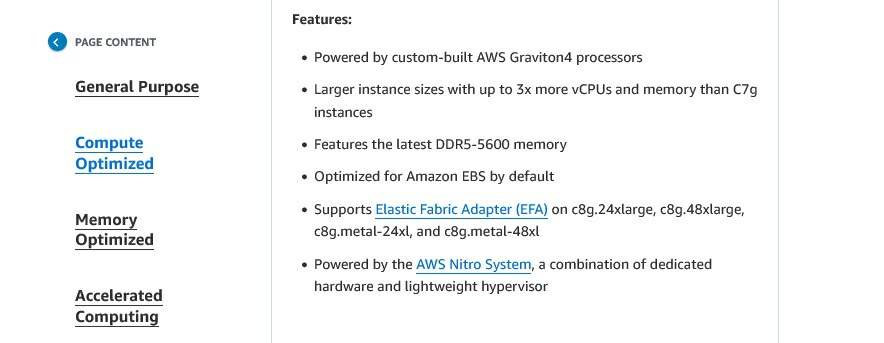 PAGE CONTENT
General Purpose
Compute
Optimized
Memory
Optimized
Accelerated
Computing
Features:
• Powered by custom-built AWS Graviton4 processors
• Larger instance sizes with up to 3x more vCPUs and memory than C7g
instances
• Features the latest DDR5-5600 memory
• Optimized for Amazon EBS by default
• Supports Elastic Fabric Adapter (EFA) on c8g.24xlarge, c8g.48xlarge,
c8g.metal-24xl, and c8g.metal-48xl
• Powered by the AWS Nitro System, a combination of dedicated
hardware and lightweight hypervisor